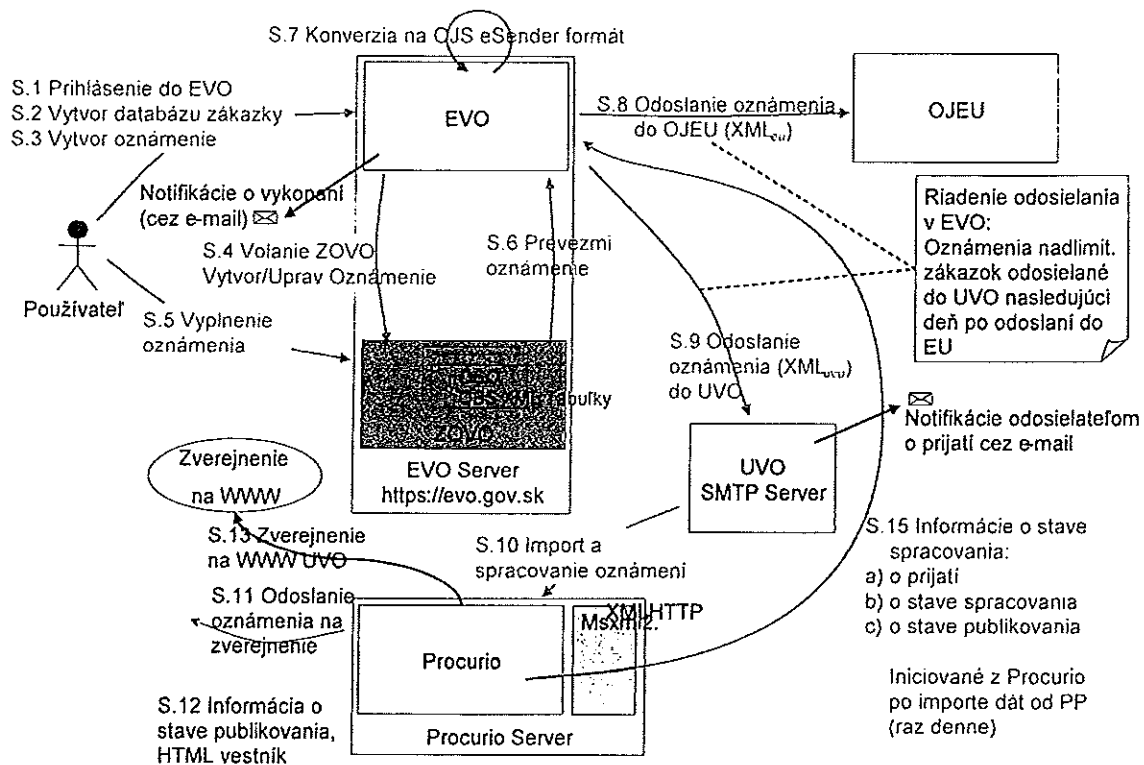 S.7 Konverzia na OJS eSender formát
S.1 Prihlásenie do EVO
S.2 Vytvor databázu zákazky
S.3 Vytvor oznámenie
EVO
S.8 Odoslanie oznámenia
do OJEU (XML
OJEU
Notifikácie o vykonaní
(cez e-mail)
S.4 Volanie ZOVO
Vytvor/Uprav Oznámenie
S.6 Prevezmi
oznámenie
Riadenie odosielania
v EVO:
Oznámenia nadlimit.
zákazok odosielané
do UVO nasledujúci
deň po odoslaní do
EU
Používateľ
S.5 Vyplnenie
oznámenia
S.9 Odoslanie
oznámenia (XML
do UVO
tabuľky
ZOVO
EVO Server
https://evo.gov.sk
UVO
SMTP Server
Notifikácie odosielateľom
o prijatí cez e-mail
Zverejnenie
na WWW
S.13 Zverejnenie
na WWW UVO
S.10 Import a
spracovanie oznámení
S.15 Informácie o stave
spracovania:
a) o prijatí
b) o stave spracovania
c) o stave publikovania
S.11 Odoslanie
oznámenia na
zverejnenie
XMLHTTP
Procurio
S.12 Informácia o
stave publikovania,
HTML vestník
Procurio Server
Iniciované z Procurio
po importe dát od PP
(raz denne)